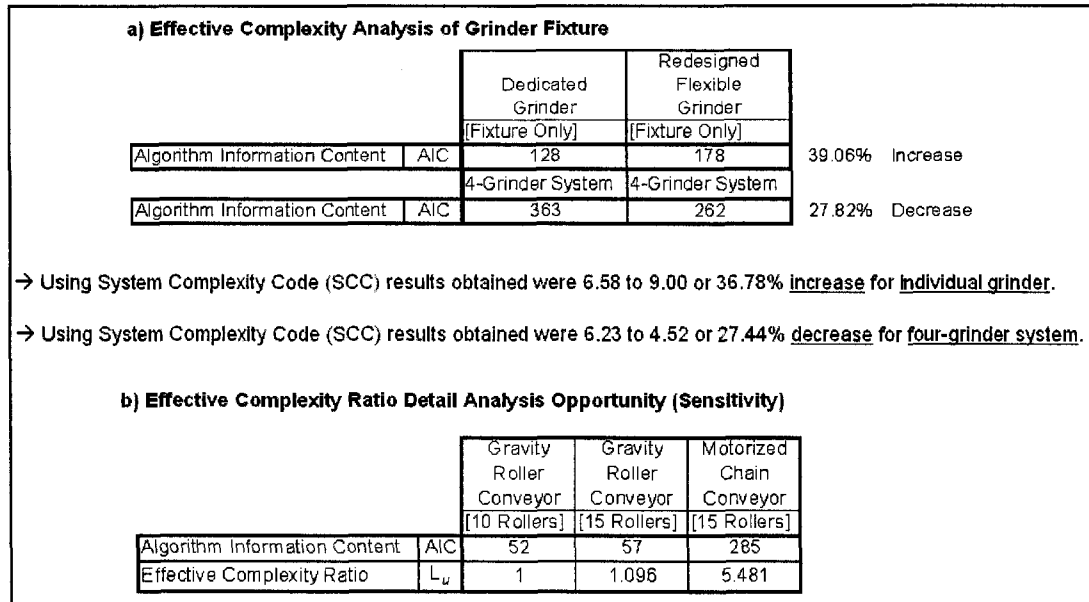 a) Effective Complexity Analysis of Grinder Fixture
Dedicated Grinder Redesigned Flexible Grinder
[Fixture Only] [Fixture Only]
Algorithm Information Content AIC 128 178 39.06% Increase
4-Grinder System 4-Grinder System
Algorithm Information Content AIC 363 262 27.82% Decrease
→ Using System Complexity Code (SCC) results obtained were 6.58 to 9.00 or 36.78% increase for individual grinder.
→ Using System Complexity Code (SCC) results obtained were 6.23 to 4.52 or 27.44% decrease for four-grinder system.
b) Effective Complexity Ratio Detail Analysis Opportunity (Sensitivity)
Gravity Gravity Motorized
Roller Roller Chain
Conveyor Conveyor Conveyor
[10 Rollers] [15 Rollers] [15 Rollers]
Algorithm Information Content AIC 52 57 285
Effective Complexity Ratio Lu 1 1.096 5.481